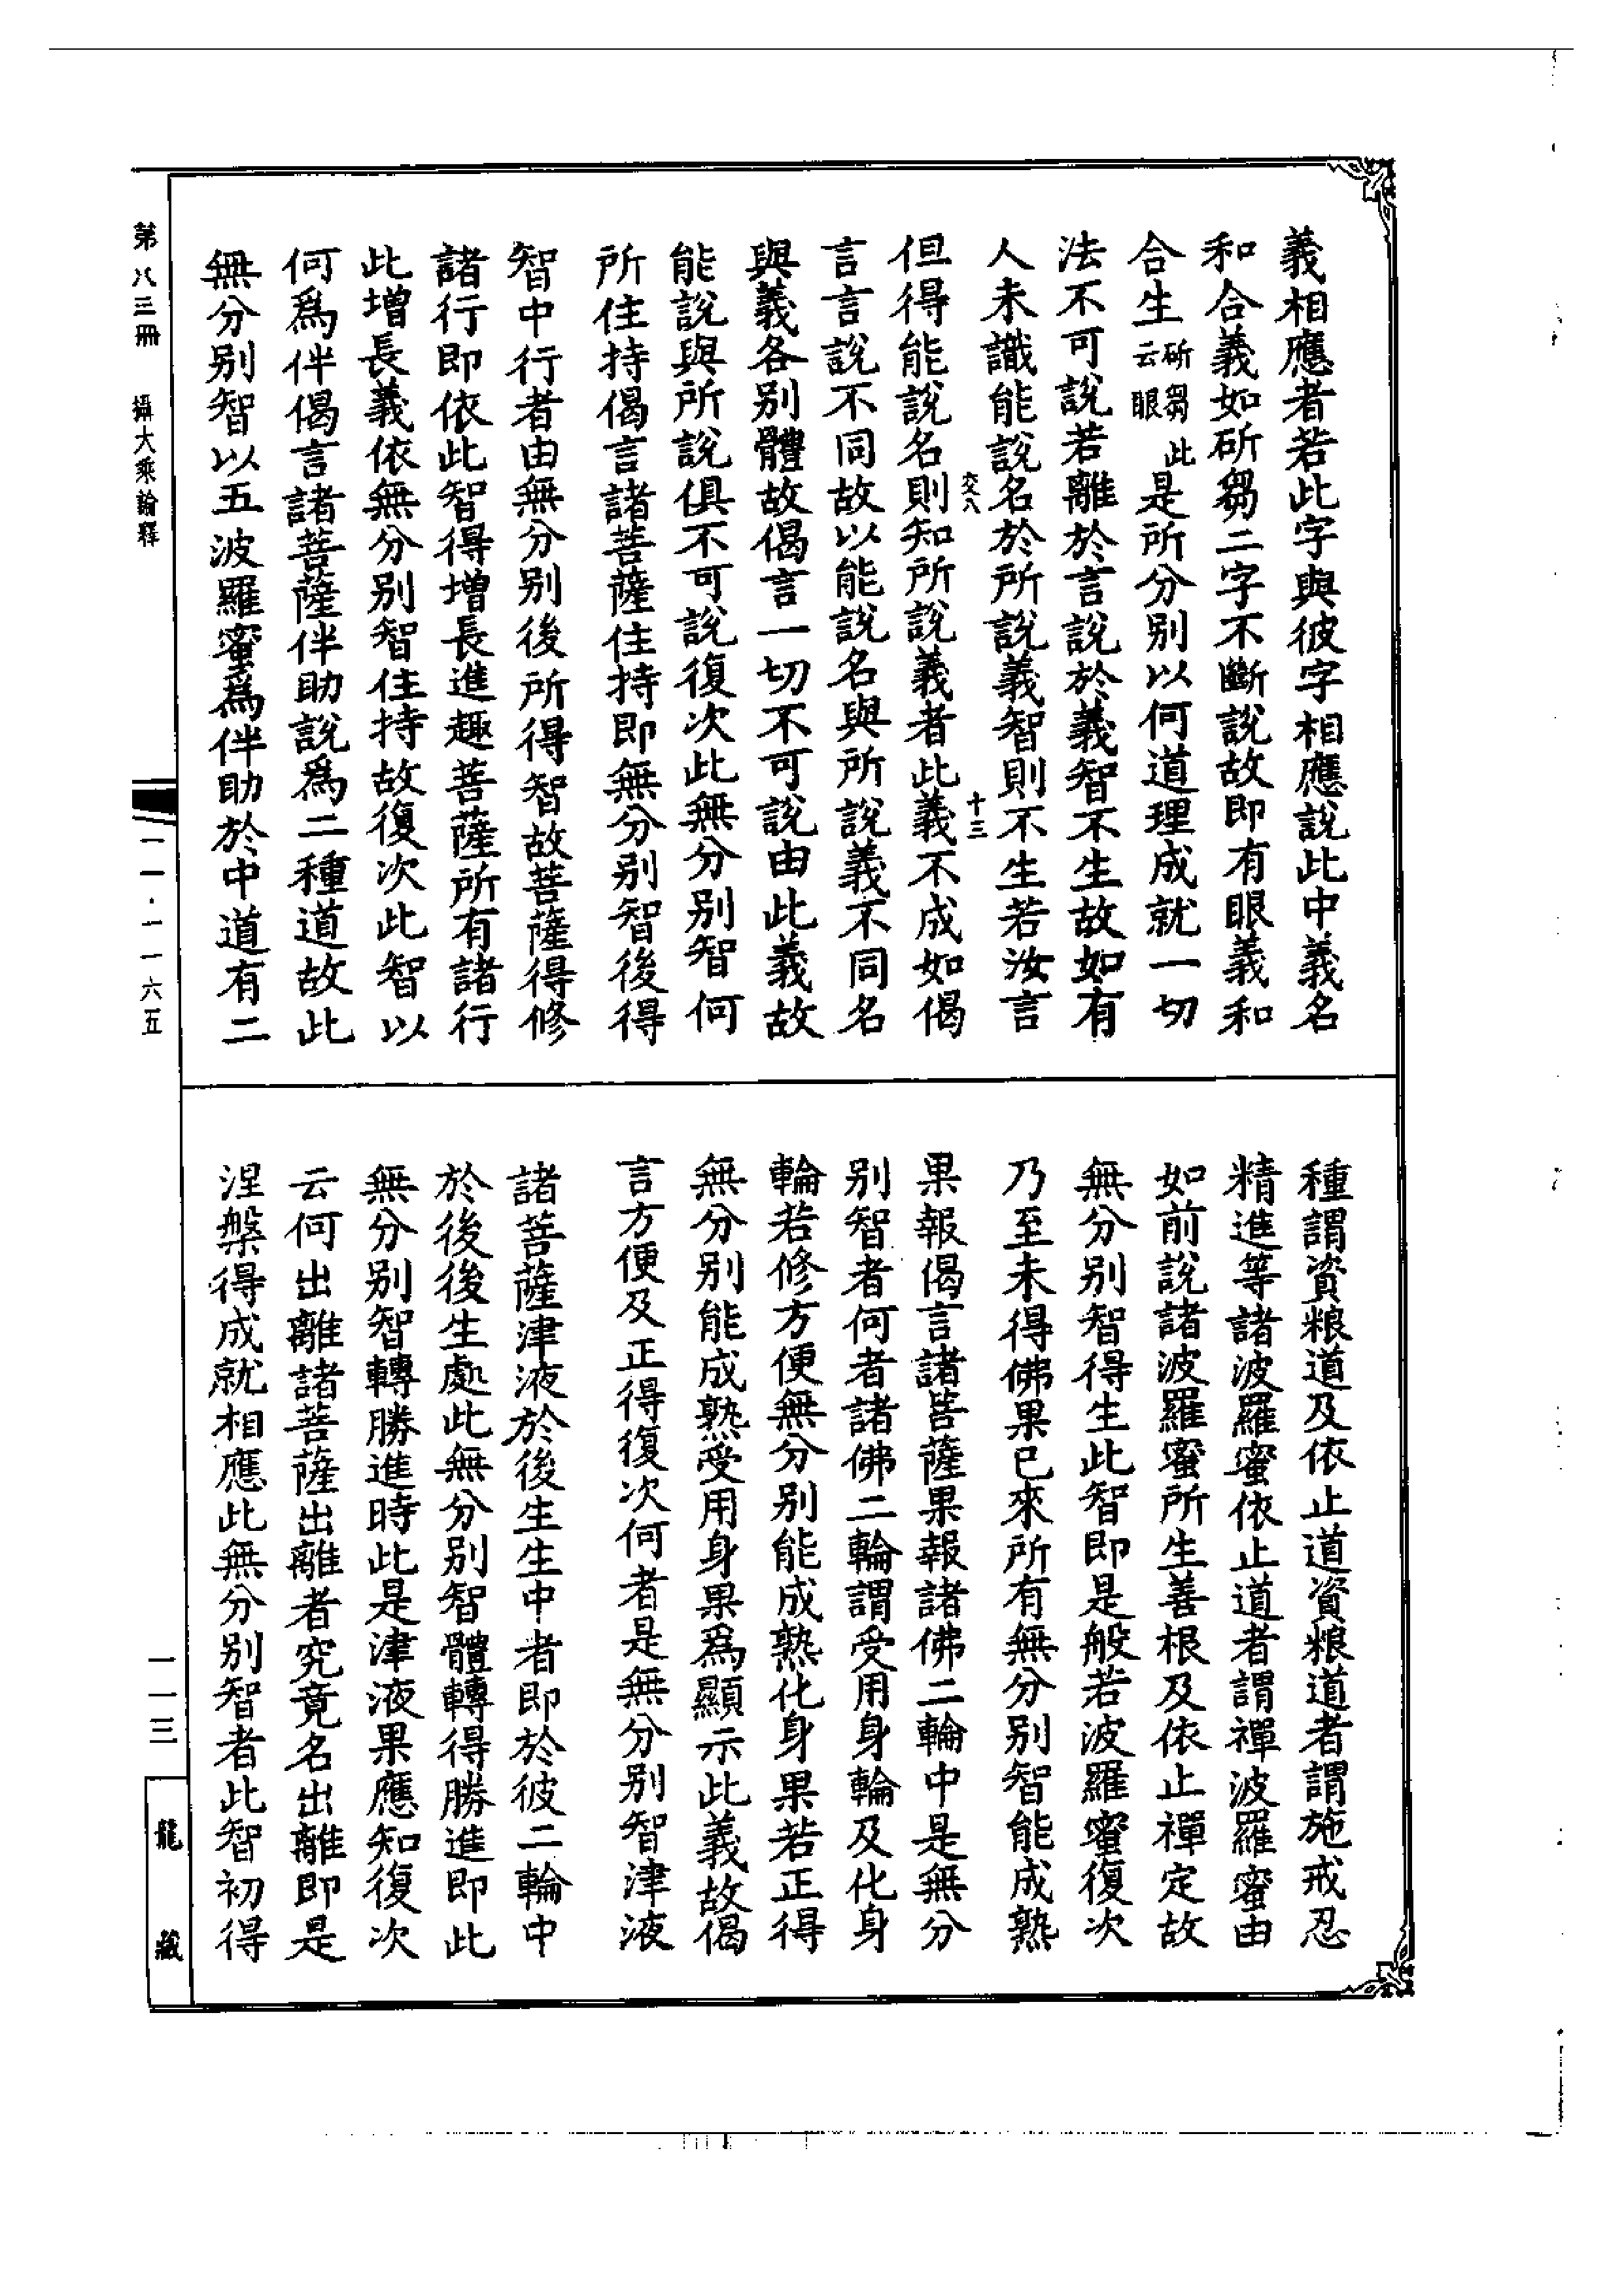 義相應者若此字與彼字相應說此中義名
和合義如斫芻二字不斷說故即有眼義和
合生斫芻此云眼是所分別以何道理成就一切
法不可說若離於言說於義智不生故如有
人未識能說名於所說義智則不生若汝言
交八 十三
但得能說名則知所說義者此義不成如偈
言言說不同故以能說名與所說義不同名
與義各別體故偈言一切不可說由此義故
能說與所說俱不可說復次此無分別智何
所住持偈言諸菩薩住持即無分別智後得
智中行者由無分別後所得智故菩薩得修
諸行即依此智得增長進趣菩薩所有諸行
此增長義依無分別智住持故復次此智以
何爲伴偈言諸菩薩伴助說爲二種道故此
無分別智以五波羅蜜爲伴助於中道有二
種謂資粮道及依止道資粮道者謂施戒忍
精進等諸波羅蜜依止道者謂禪波羅蜜由
如前說諸波羅蜜所生善根及依止禪定故
無分別智得生此智即是般若波羅蜜復次
乃至未得佛果已來所有無分別智能成熟
果報偈言諸菩薩果報諸佛二輪中是無分
別智者何者諸佛二輪謂受用身輪及化身
輪若修方便無分別能成熟化身果若正得
無分別能成熟受用身果爲顯示此義故偈
言方便及正得復次何者是無分別智津液
諸菩薩津液於後生生中者即於彼二輪中
於後後生處此無分別智體轉得勝進即此
無分別智轉勝進時此是津液果應知復次
云何出離諸菩薩出離者究竟名出離即是
涅槃得成就相應此無分別智者此智初得
第八三冊 攝大乘論釋
一一·一一六五
一一三
龍藏